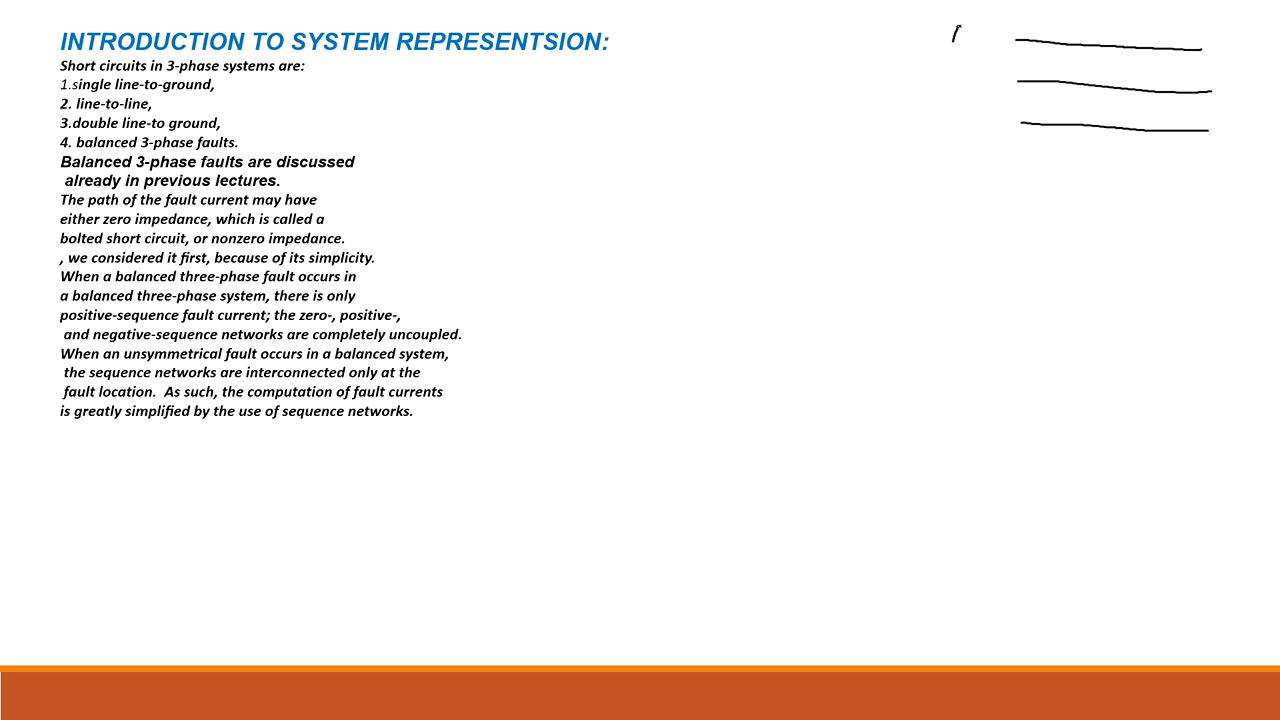 INTRODUCTION TO SYSTEM REPRESENTSION:
Short circuits in 3-phase systems are:
1.single line-to-ground,
2. line-to-line,
3.double line-to ground,
4. balanced 3-phase faults.
Balanced 3-phase faults are discussed
already in previous lectures.
The path of the fault current may have
either zero impedance, which is called a
bolted short circuit, or nonzero impedance.
, we considered it first, because of its simplicity.
When a balanced three-phase fault occurs in
a balanced three-phase system, there is only
positive-sequence fault current; the zero-, positive-,
and negative-sequence networks are completely uncoupled.
When an unsymmetrical fault occurs in a balanced system,
the sequence networks are interconnected only at the
fault location.  As such, the computation of fault currents
is greatly simplified by the use of sequence networks.